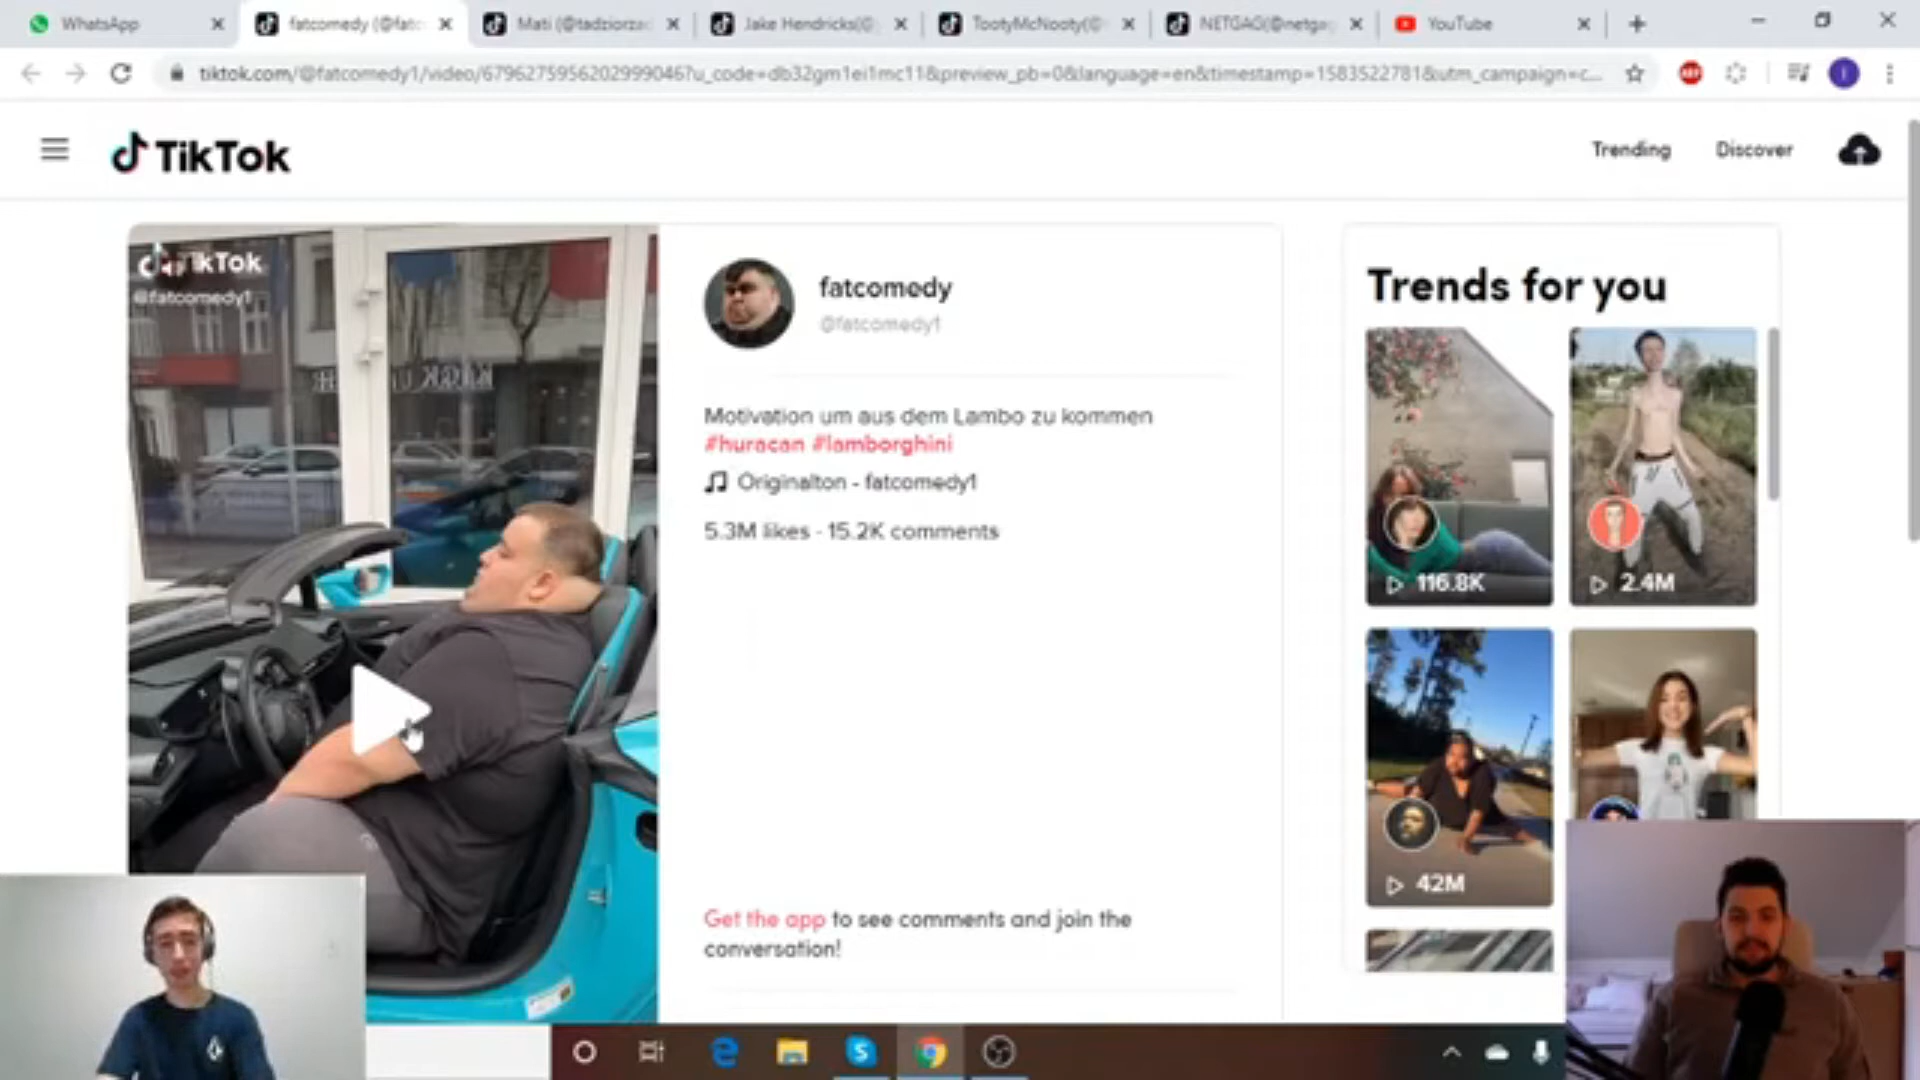 WhatsApp
fatcomedy (@fatc
Mati (@tadziorza
Jake Hendricks(@
TootyMcNooty(@
NETGAG(@netga
YouTube
tiktok.com/@fatcomedy1/video/6796275956202999046?u_code=db32gm1ei1mc11&preview_pb=0&language=en&timestamp=1583522781&utm_campaign=c...
ABP
TikTok
Trending
Discover
TikTok
@fatcomedy1
fatcomedy
@fatcomedy1
Motivation um aus dem Lambo zu kommen
#huracan #lamborghini
Originalton - fatcomedy1
5.3M likes · 15.2K comments
Get the app to see comments and join the
conversation!
Trends for you
116.8K
2.4M
42M